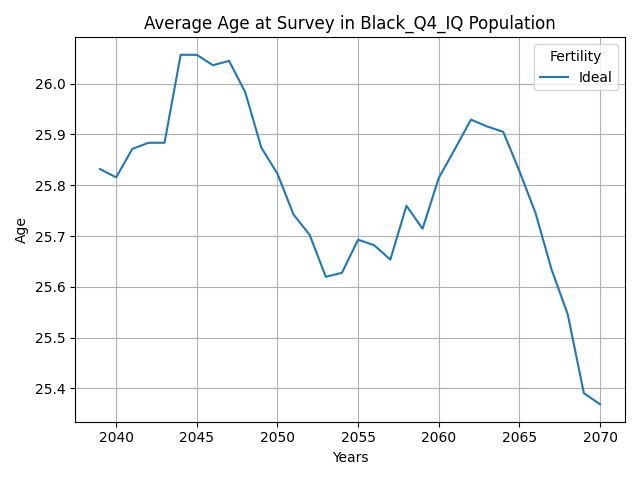 Average Age at Survey in Black_Q4_IQ Population
Fertility
Ideal
Age
26.0
25.9
25.8
25.7
25.6
25.5
25.4
2040 2045 2050 2055 2060 2065 2070
Years